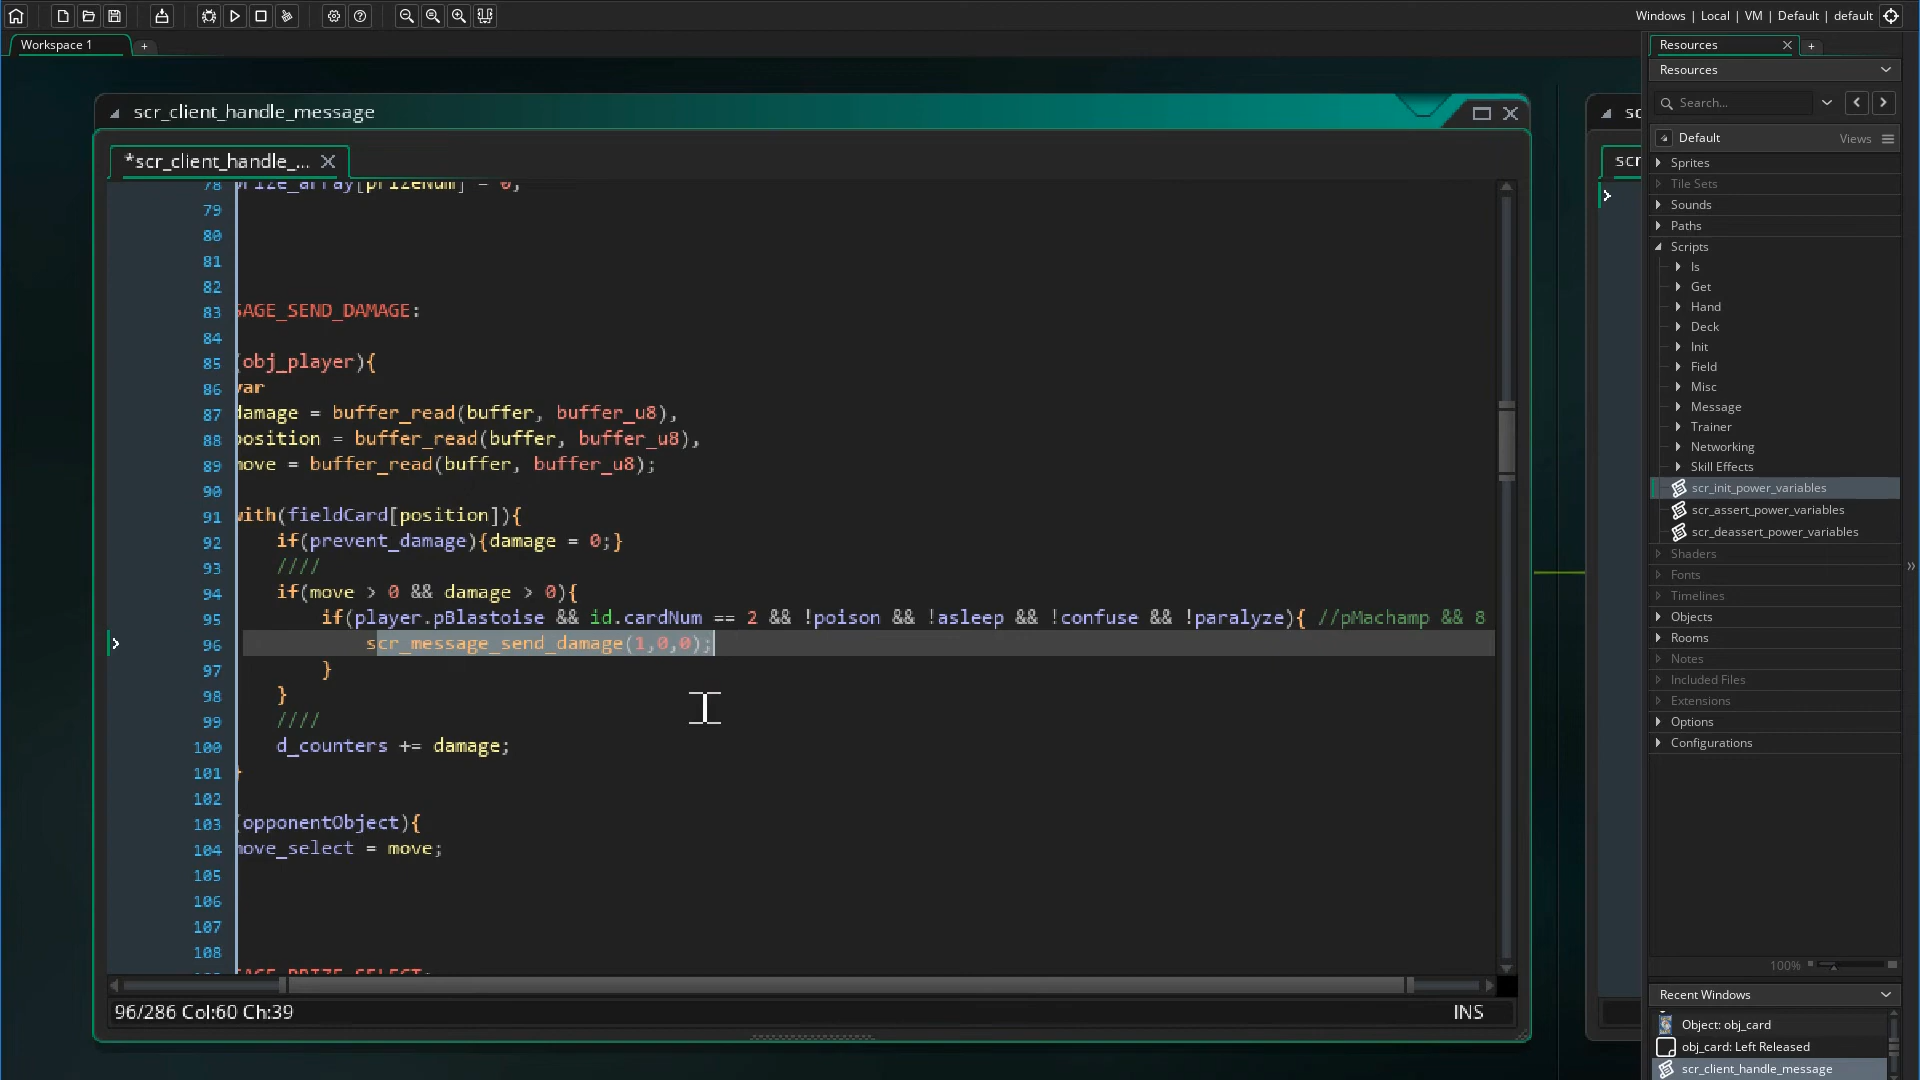 Windows | Local | VM | Default | default
Workspace 1
+
Resources
+
Resources
Search...
Default
Views
Sprites
Tile Sets
Sounds
Paths
Scripts
Is
Get
Hand
Deck
Init
Field
Misc
Message
Trainer
Networking
Skill Effects
scr_init_power_variables
scr_assert_power_variables
scr_deassert_power_variables
Shaders
Fonts
Timelines
Objects
Rooms
Notes
Included Files
Extensions
Options
Configurations
100%
Recent Windows
Object: obj_card
obj_card: Left Released
scr_client_handle_message
scr_client_handle_message
*scr_client_handle_...
78 rize_array[prizeNum] = 0;
79
80
81
82
83 SAGE_SEND_DAMAGE:
84
85 (obj_player){
86 var
87 damage = buffer_read(buffer, buffer_u8),
88 position = buffer_read(buffer, buffer_u8),
89 move = buffer_read(buffer, buffer_u8);
90
91 with(fieldCard[position]){
92 if(prevent_damage){damage = 0;}
93 ////
94 if(move > 0 && damage > 0){
95 if(player.pBlastoise && id.cardNum == 2 && !poison && !asleep && !confuse && !paralyze){ //pMachamp && 8
96 scr_message_send_damage(1,0,0);
97 }
98 }
99 ////
100 d_counters += damage;
101 }
102
103 (opponentObject){
104 move_select = move;
105
106
107
108
AGE_PRIZE_SELECT:
96/286 Col:60 Ch:39
INS
sc
scr